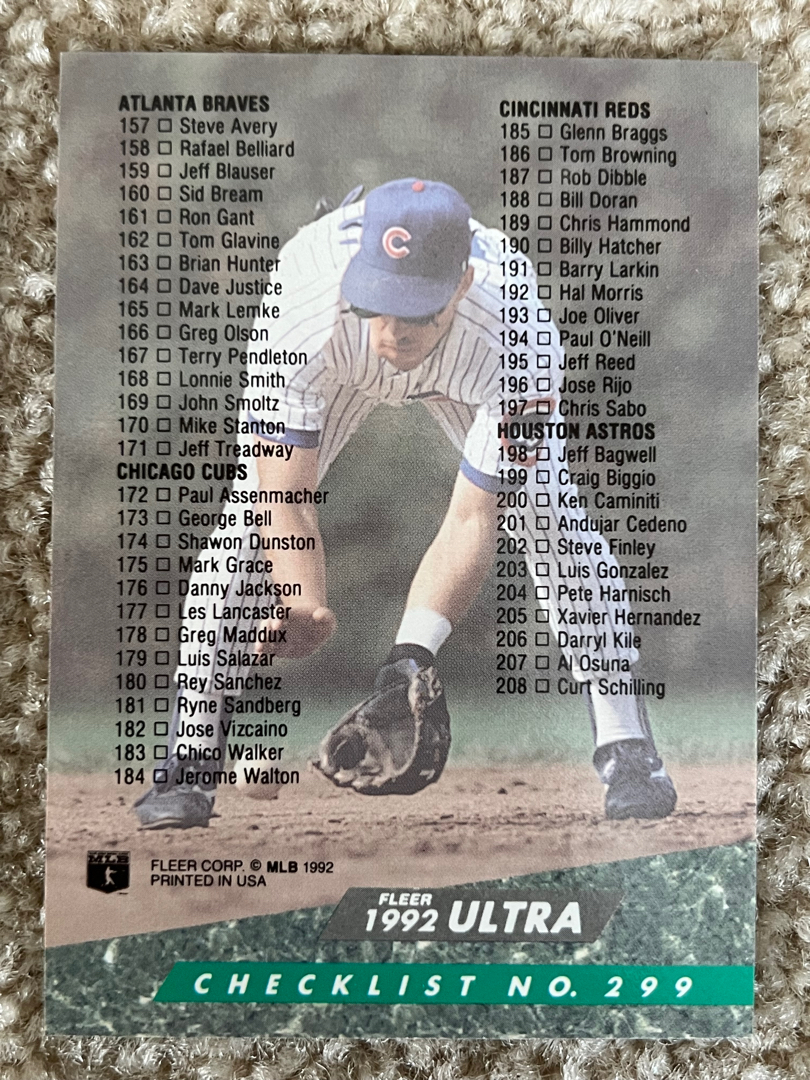 ATLANTA BRAVES
157 □ Steve Avery
158 □ Rafael Belliard
159 □ Jeff Blauser
160 □ Sid Bream
161 □ Ron Gant
162 □ Tom Glavine
163 □ Brian Hunter
164 □ Dave Justice
165 □ Mark Lemke
166 □ Greg Olson
167 □ Terry Pendleton
168 □ Lonnie Smith
169 □ John Smoltz
170 □ Mike Stanton
171 □ Jeff Treadway
CHICAGO CUBS
172 □ Paul Assenmacher
173 □ George Bell
174 □ Shawon Dunston
175 □ Mark Grace
176 □ Danny Jackson
177 □ Les Lancaster
178 □ Greg Maddux
179 □ Luis Salazar
180 □ Rey Sanchez
181 □ Ryne Sandberg
182 □ Jose Vizcaino
183 □ Chico Walker
184 □ Jerome Walton
CINCINNATI REDS
185 □ Glenn Braggs
186 □ Tom Browning
187 □ Rob Dibble
188 □ Bill Doran
189 □ Chris Hammond
190 □ Billy Hatcher
191 □ Barry Larkin
192 □ Hal Morris
193 □ Joe Oliver
194 □ Paul O'Neill
195 □ Jeff Reed
196 □ Jose Rijo
197 □ Chris Sabo
HOUSTON ASTROS
198 □ Jeff Bagwell
199 □ Craig Biggio
200 □ Ken Caminiti
201 □ Andujar Cedeno
202 □ Steve Finley
203 □ Luis Gonzalez
204 □ Pete Harnisch
205 □ Xavier Hernandez
206 □ Darryl Kile
207 □ Al Osuna
208 □ Curt Schilling
C
MLB
FLEER CORP. © MLB 1992
PRINTED IN USA
FLEER
1992 ULTRA
CHECKLIST NO. 299